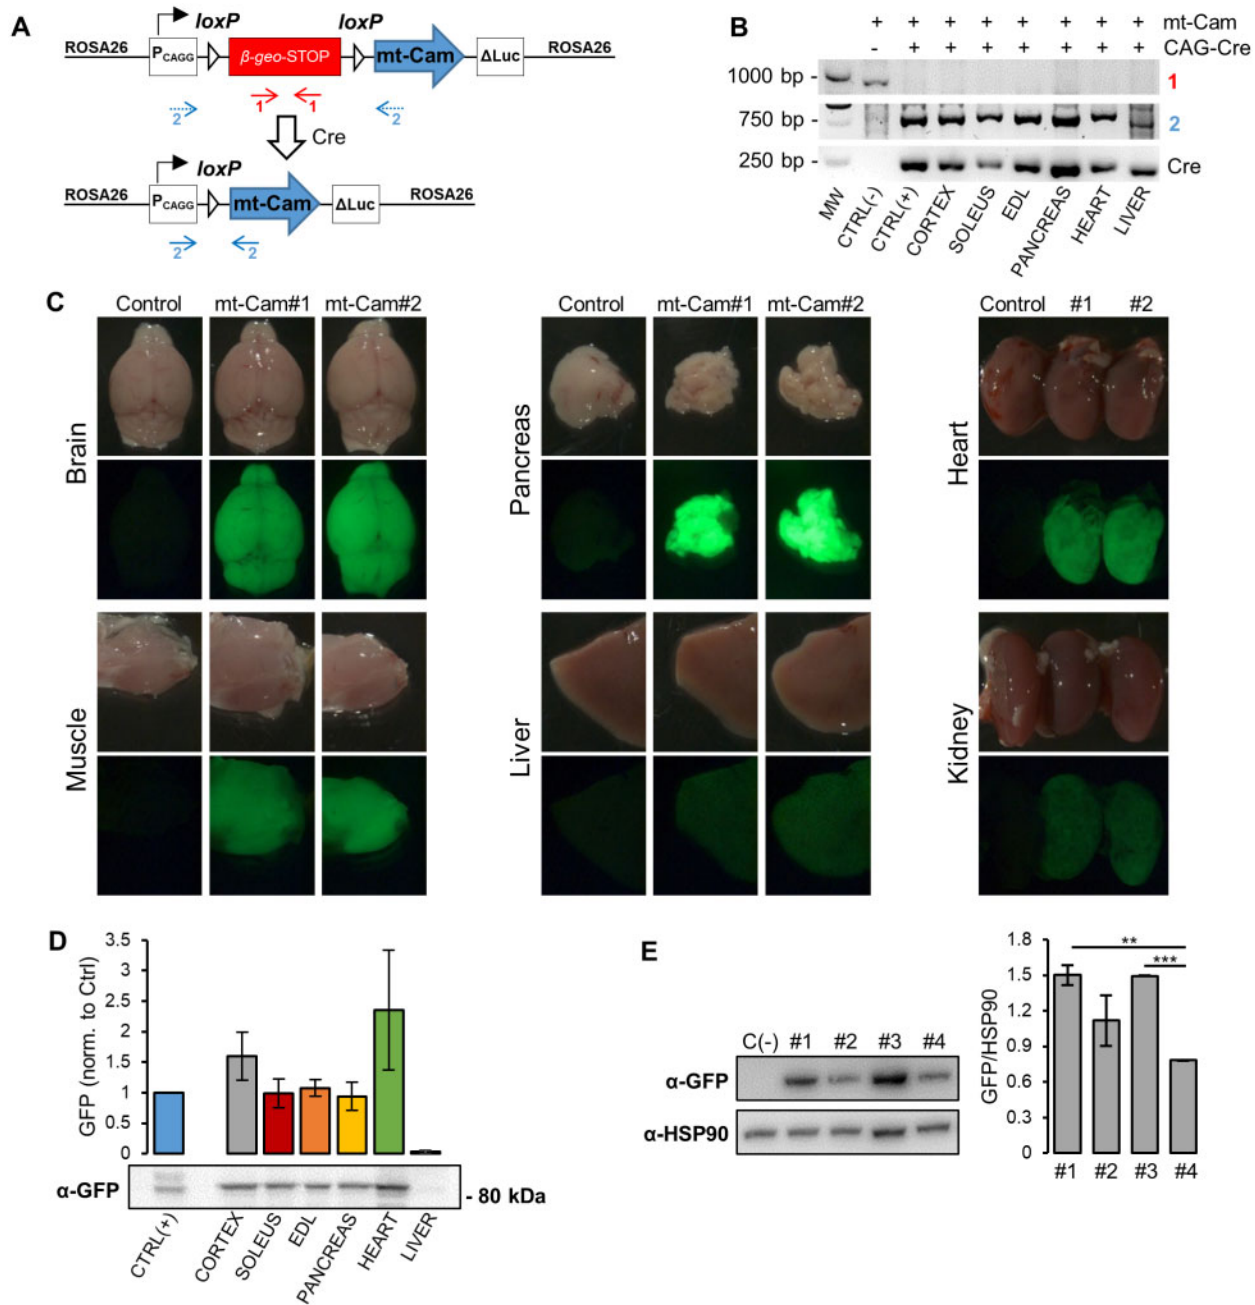 A
loxP
loxP
ROSA26
PCAGG
β-geo-STOP
mt-Cam
ΔLuc
ROSA26
2
1
1
2
Cre
loxP
ROSA26
PCAGG
mt-Cam
ΔLuc
ROSA26
2
2
B
+ + + + + + + + mt-Cam
- + + + + + + + CAG-Cre
1000 bp -
1
750 bp -
2
250 bp -
Cre
MW
CTRL(-)
CTRL(+)
CORTEX
SOLEUS
EDL
PANCREAS
HEART
LIVER
C
Control mt-Cam#1 mt-Cam#2
Brain
Muscle
Control mt-Cam#1 mt-Cam#2
Pancreas
Liver
Control #1 #2
Heart
Kidney
D
GFP (norm. to Ctrl)
3.5
3
2.5
2
1.5
1
0.5
0
α-GFP
- 80 kDa
CTRL(+)
CORTEX
SOLEUS
EDL
PANCREAS
HEART
LIVER
E
C(-) #1 #2 #3 #4
α-GFP
α-HSP90
GFP/HSP90
1.8
1.5
1.2
0.9
0.6
0.3
0
**
***
#1 #2 #3 #4